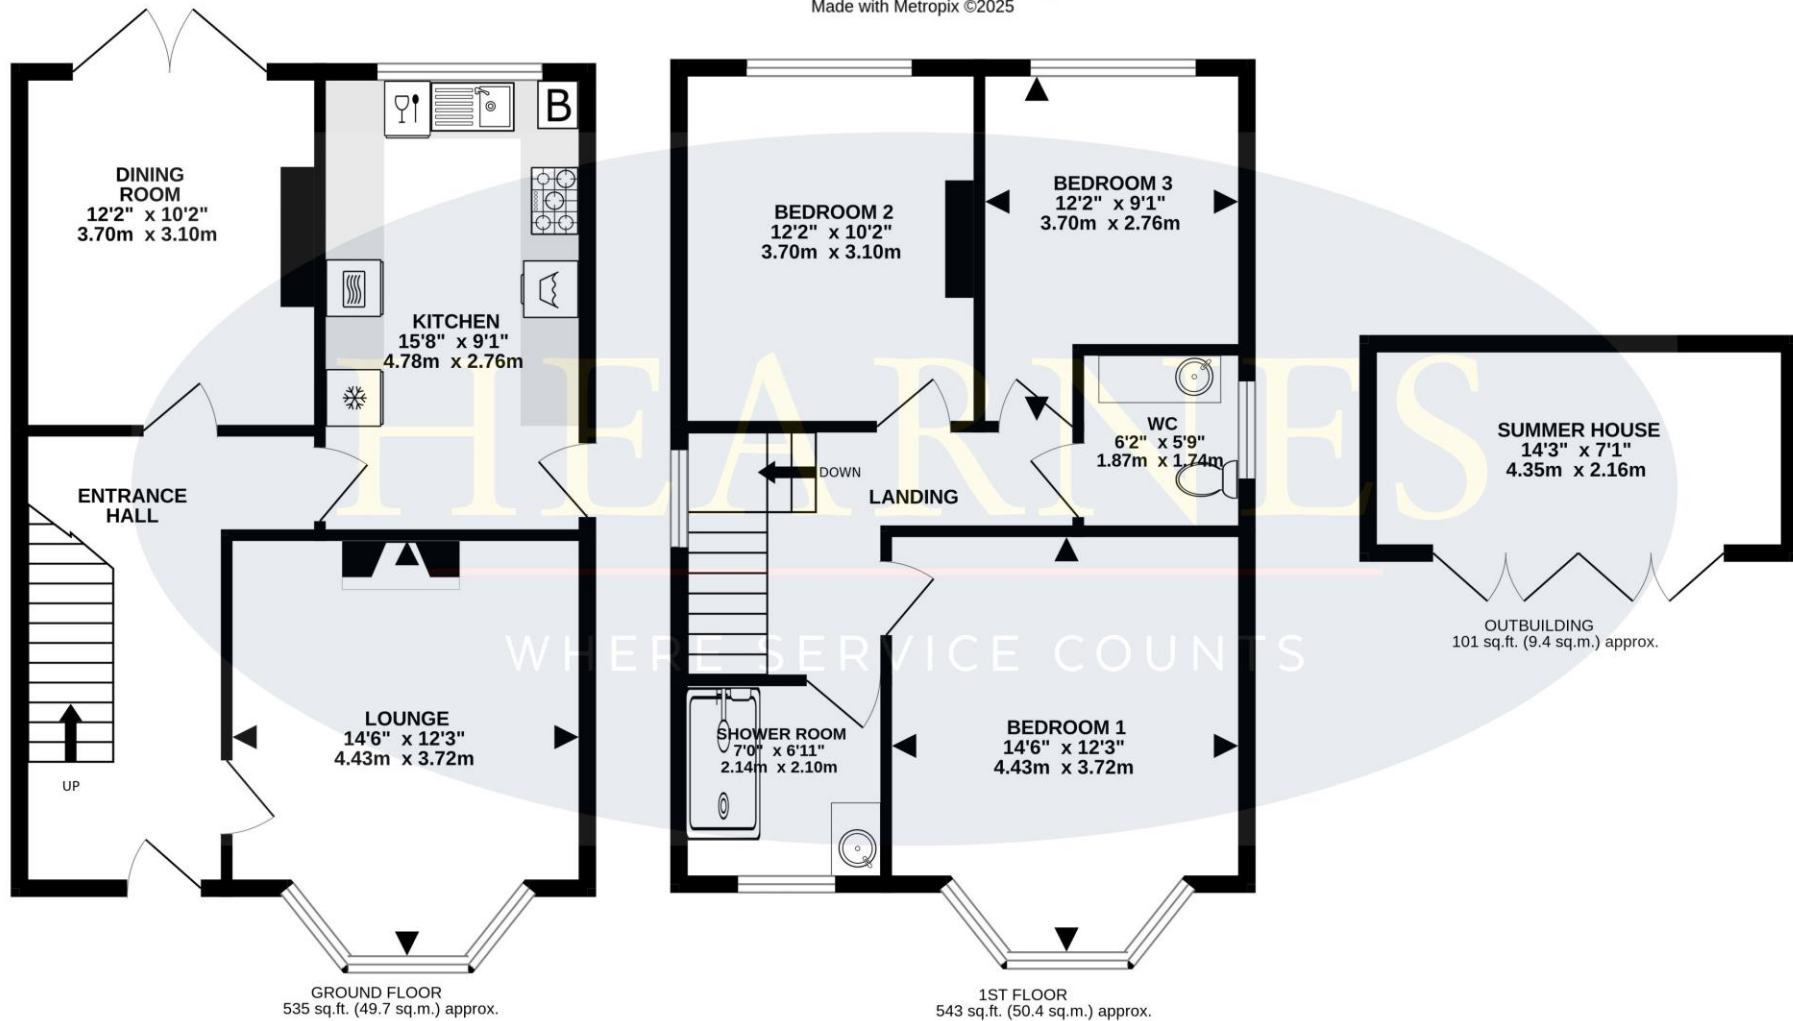 Made with Metropix ©2025
DINING
ROOM
12'2" x 10'2"
3.70m x 3.10m
B
KITCHEN
15'8" x 9'1"
4.78m x 2.76m
ENTRANCE
HALL
UP
LOUNGE
14'6" x 12'3"
4.43m x 3.72m
GROUND FLOOR
535 sq.ft. (49.7 sq.m.) approx.
BEDROOM 2
12'2" x 10'2"
3.70m x 3.10m
BEDROOM 3
12'2" x 9'1"
3.70m x 2.76m
WC
6'2" x 5'9"
1.87m x 1.74m
DOWN
LANDING
SHOWER ROOM
7'0" x 6'11"
2.14m x 2.10m
BEDROOM 1
14'6" x 12'3"
4.43m x 3.72m
1ST FLOOR
543 sq.ft. (50.4 sq.m.) approx.
SUMMER HOUSE
14'3" x 7'1"
4.35m x 2.16m
OUTBUILDING
101 sq.ft. (9.4 sq.m.) approx.
HEARNES
WHERE SERVICE COUNTS